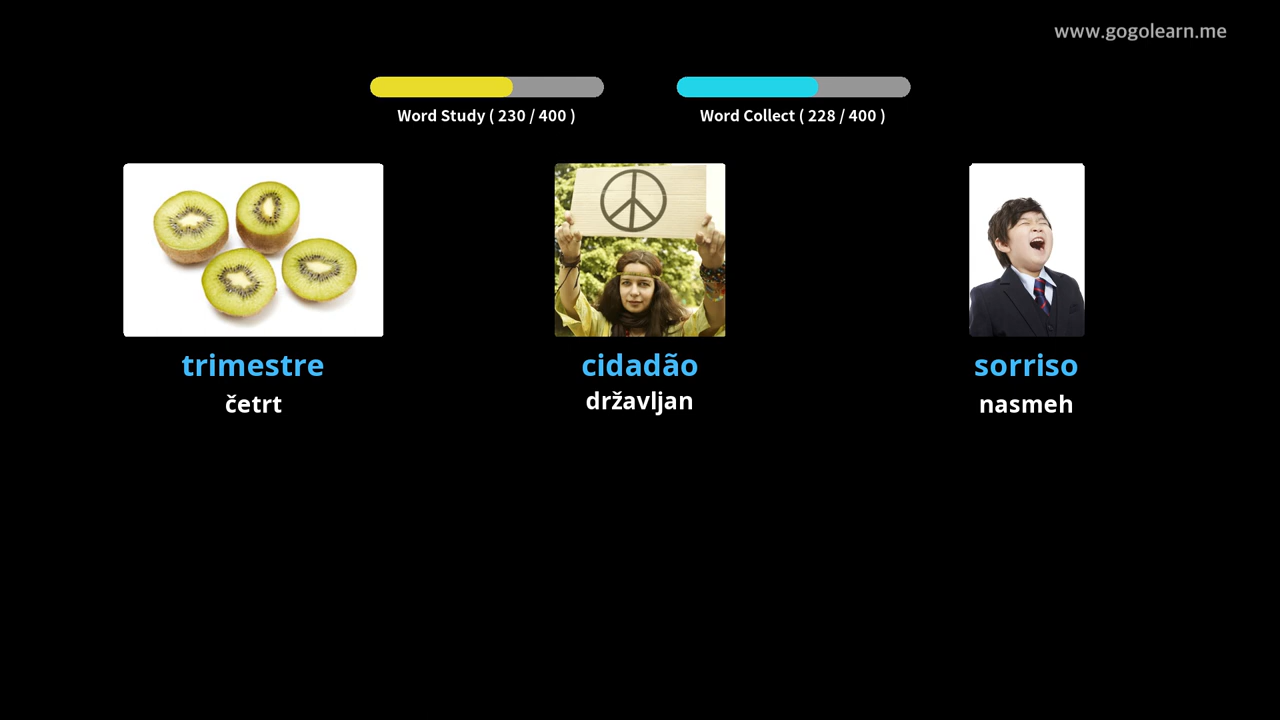 www.gogolearn.me
Word Study ( 230 / 400 )
Word Collect ( 228 / 400 )
trimestre
četrt
cidadão
državljan
sorriso
nasmeh